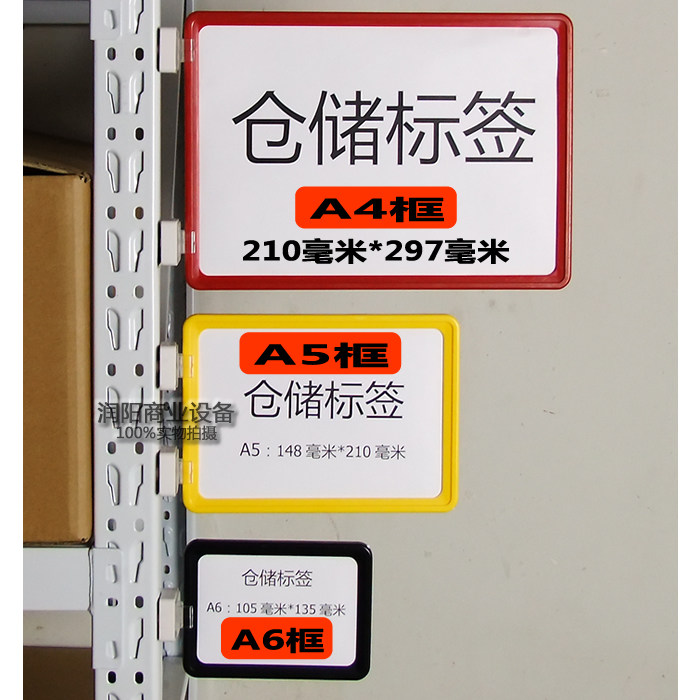 仓储标签
A4框
210毫米*297毫米
A5框
仓储标签
A5：148 毫米*210 毫米
润阳商业设备
100%实物拍摄
仓储标签
A6：105 毫米*135 毫米
A6框